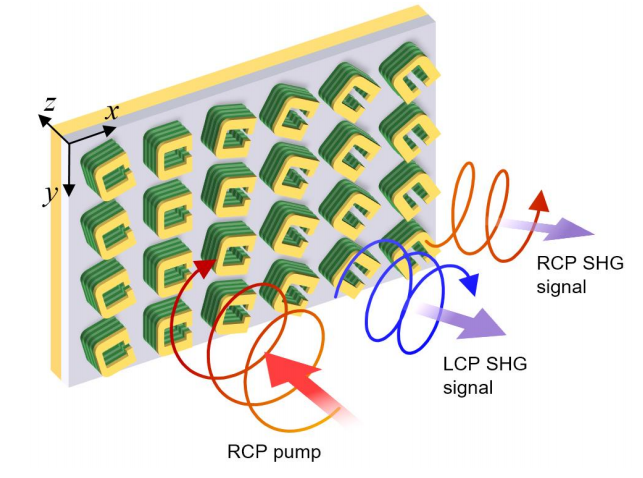 z
x
y
RCP SHG
signal
LCP SHG
signal
RCP pump